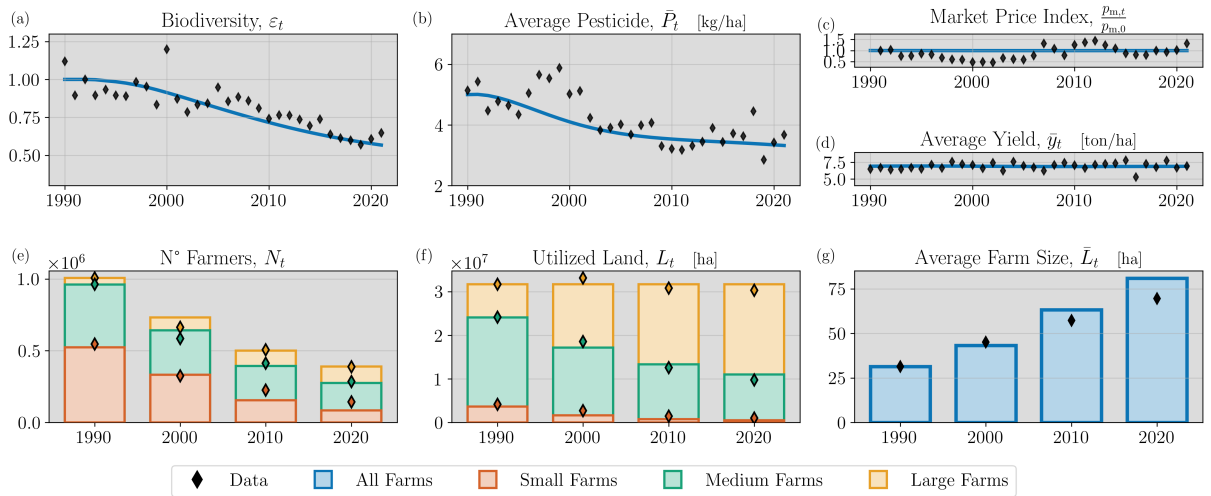 (a) Biodiversity, εₜ
1.25
1.00
0.75
0.50
1990 2000 2010 2020
(b) Average Pesticide, P̄ₜ [kg/ha]
6
4
2
1990 2000 2010 2020
(c) Market Price Index, pₘ,ₜ/pₘ,₀
1.5
1.0
0.5
1990 2000 2010 2020
(d) Average Yield, ȳₜ [ton/ha]
7.5
5.0
1990 2000 2010 2020
(e) N° Farmers, Nₜ
×10⁶
1.0
0.5
0.0
1990 2000 2010 2020
(f) Utilized Land, Lₜ [ha]
×10⁷
3
2
1
0
1990 2000 2010 2020
(g) Average Farm Size, L̄ₜ [ha]
75
50
25
0
1990 2000 2010 2020
Data All Farms Small Farms Medium Farms Large Farms